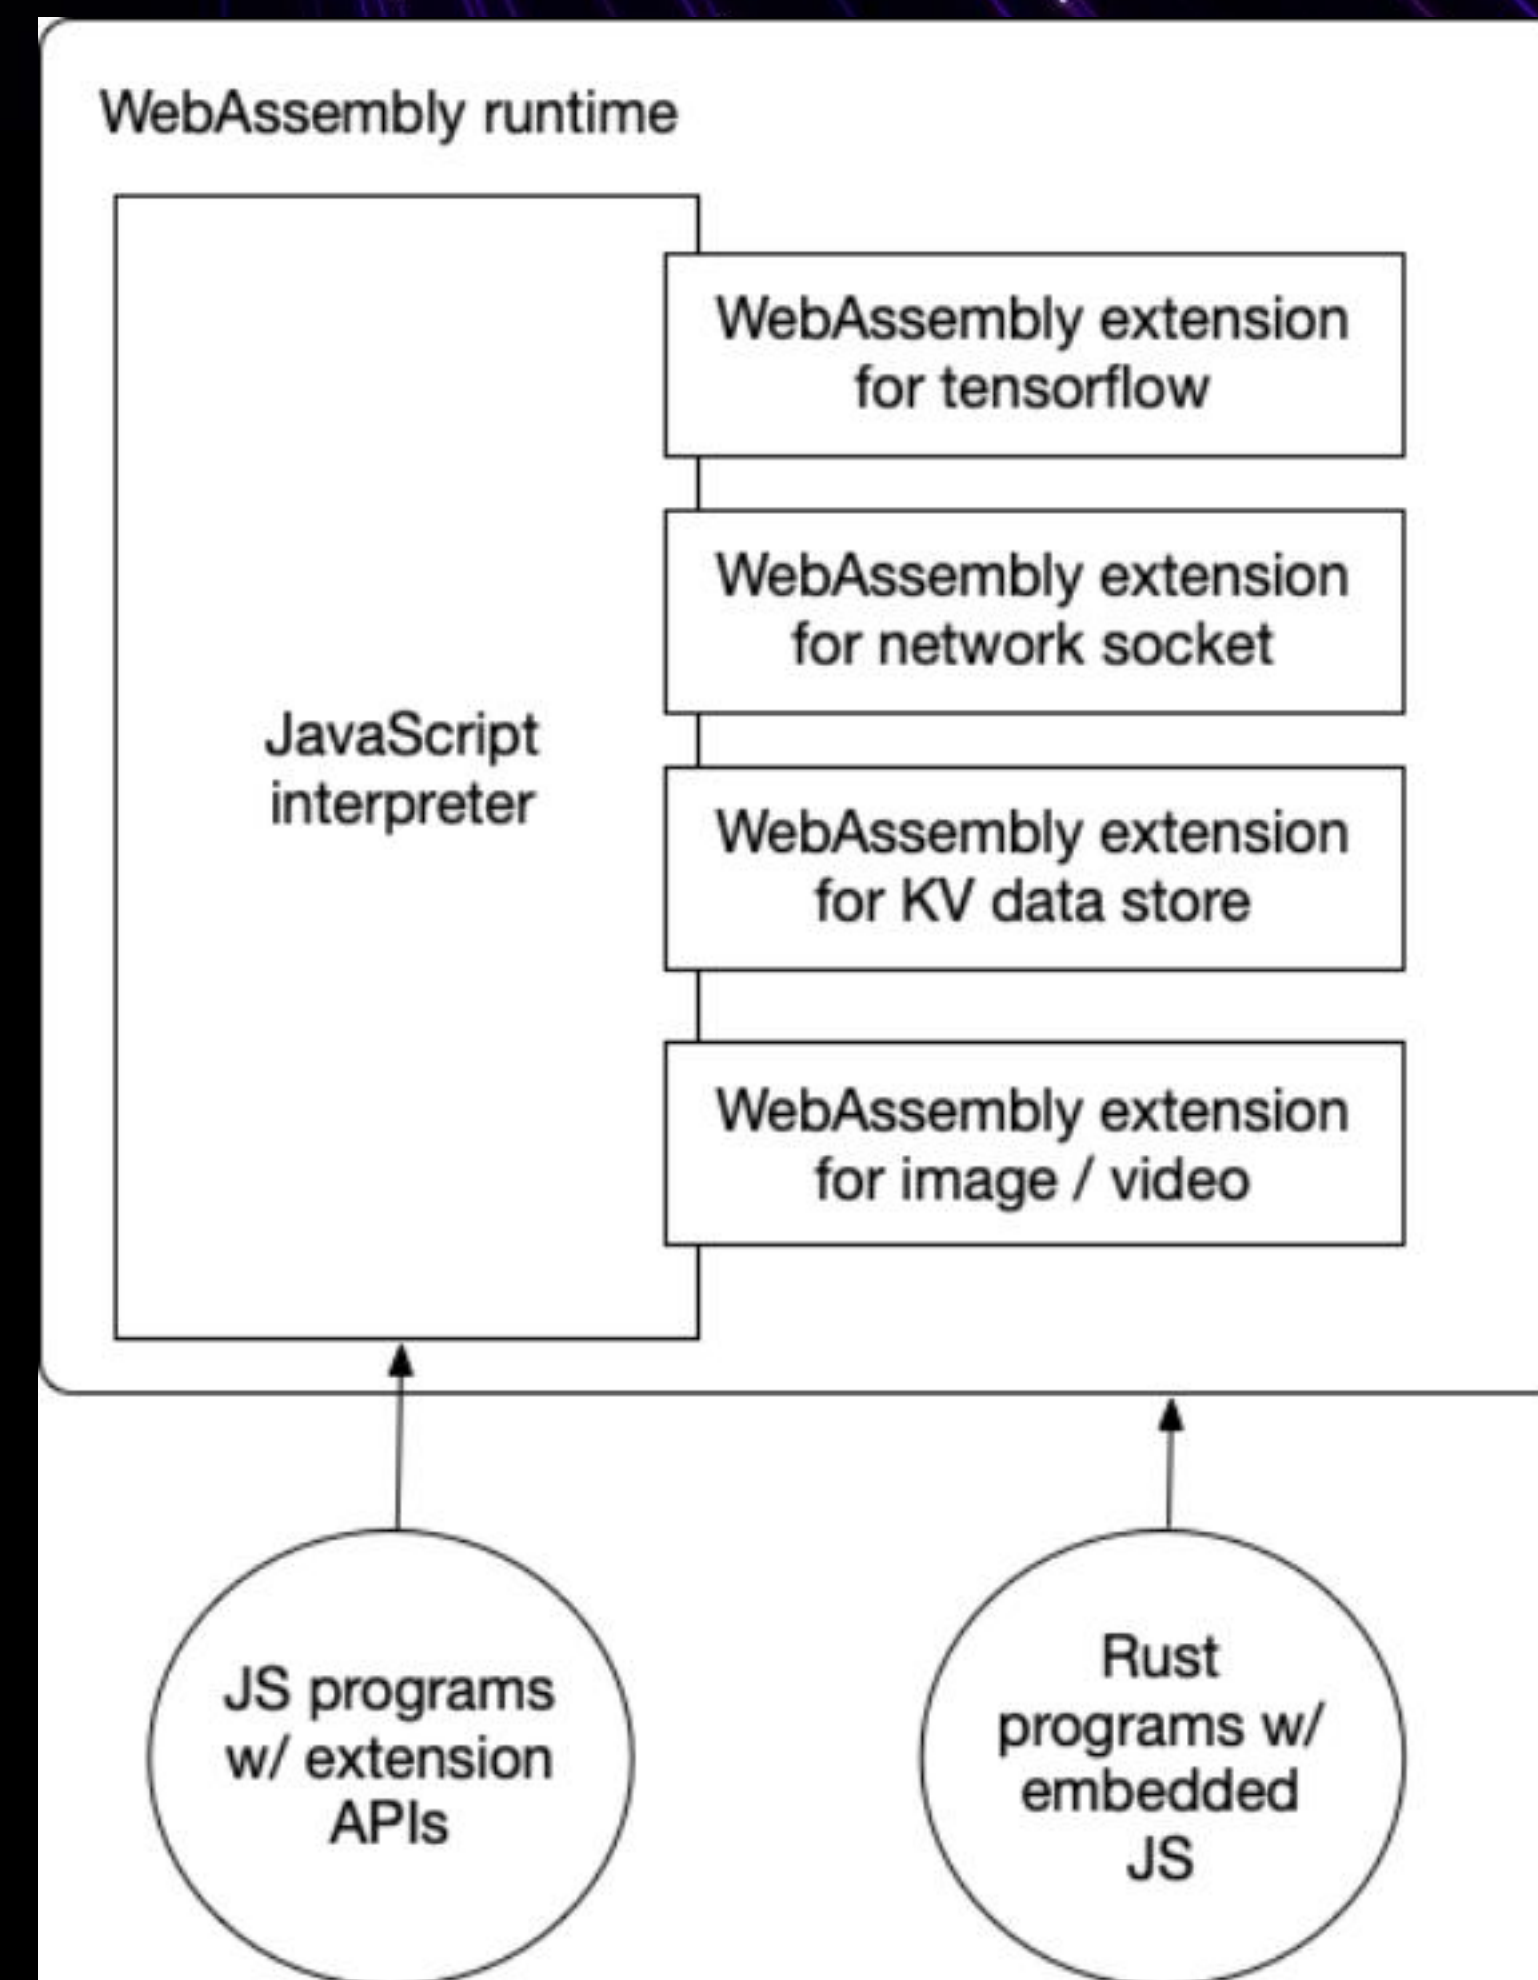 WebAssembly runtime
WebAssembly extension
for tensorflow
WebAssembly extension
for network socket
JavaScript
interpreter
WebAssembly extension
for KV data store
WebAssembly extension
for image / video
JS programs
w/ extension
APIs
Rust
programs w/
embedded
JS